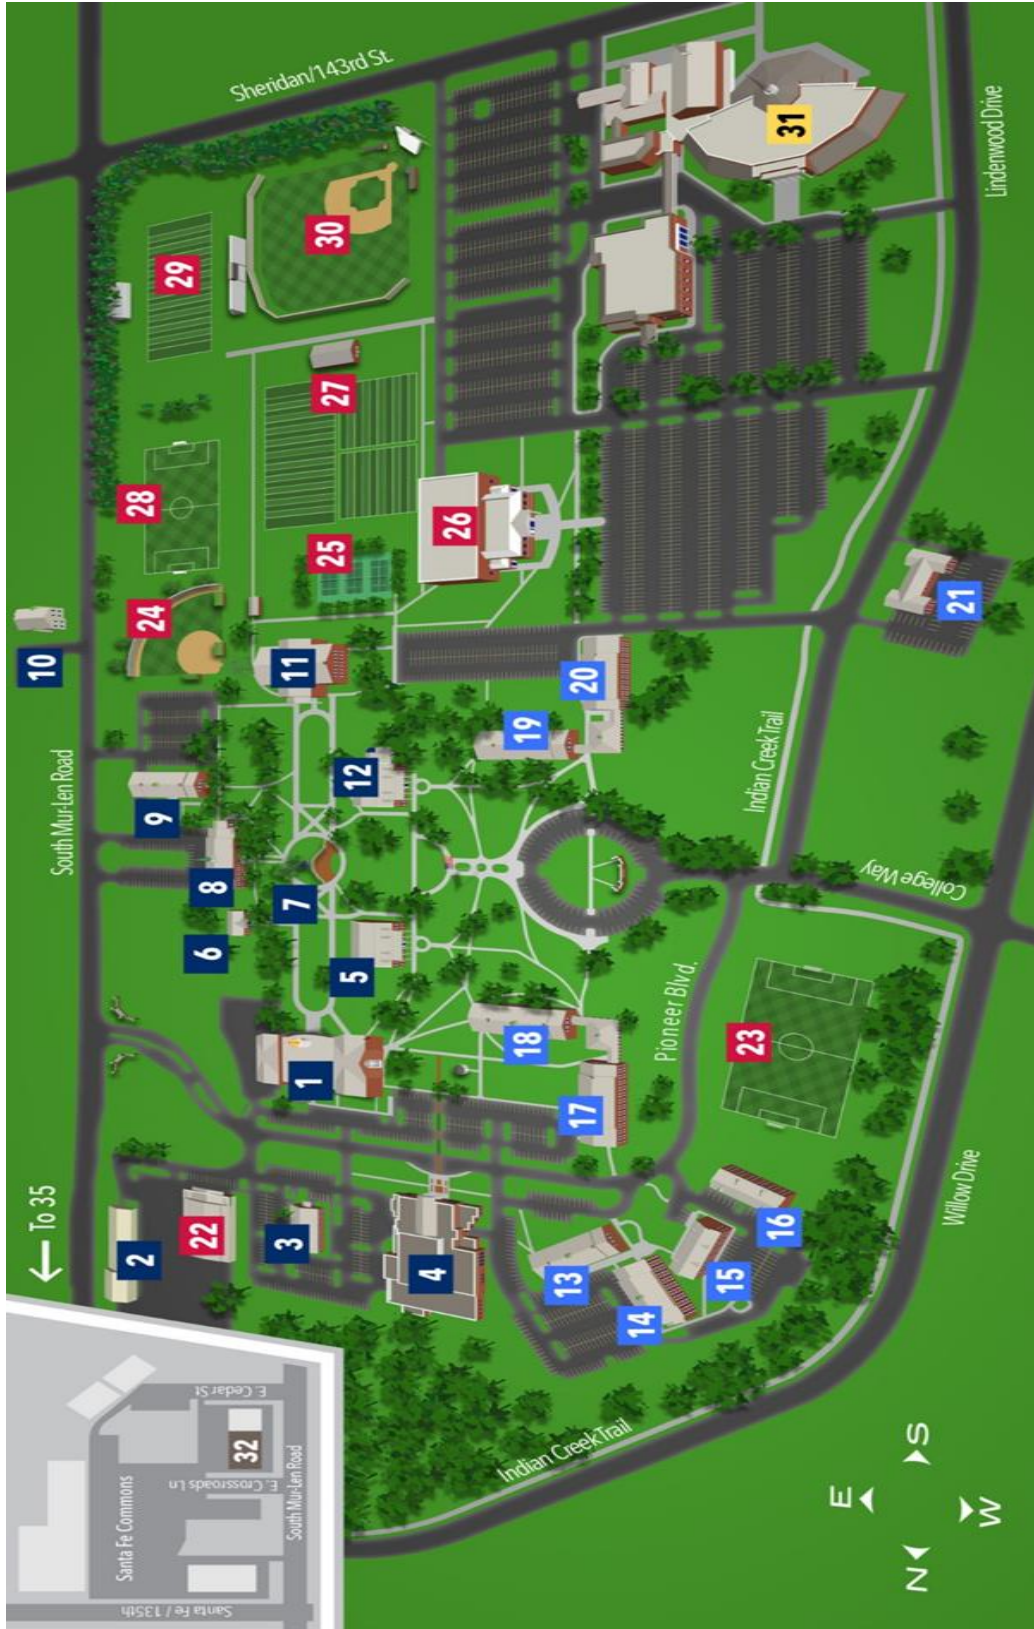 ← To 35
South Mur-Len Road
Sheridan/143rd St.
Lindenwood Drive
Indian Creek Trail
College Way
Pioneer Blvd.
Willow Drive
Indian Creek Trail
Santa Fe Commons
E. Cedar St
E. Crossroads Ln
South Mur-Len Road
Santa Fe / 135th
32
1
2
3
4
5
6
7
8
9
10
11
12
13
14
15
16
17
18
19
20
21
22
23
24
25
26
27
28
29
30
31
N
E
S
W